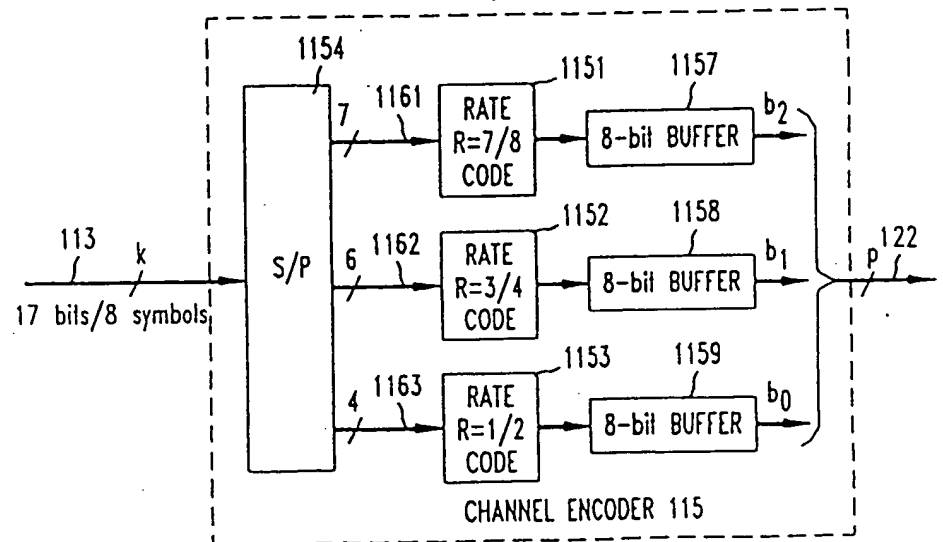 1154
7
1161
1151
RATE
R=7/8
CODE
1157
8-bit BUFFER
b2
113
k
17 bits/8 symbols
S/P
6
1162
1152
RATE
R=3/4
CODE
1158
8-bit BUFFER
b1
p
122
4
1163
1153
RATE
R=1/2
CODE
1159
8-bit BUFFER
b0
CHANNEL ENCODER 115